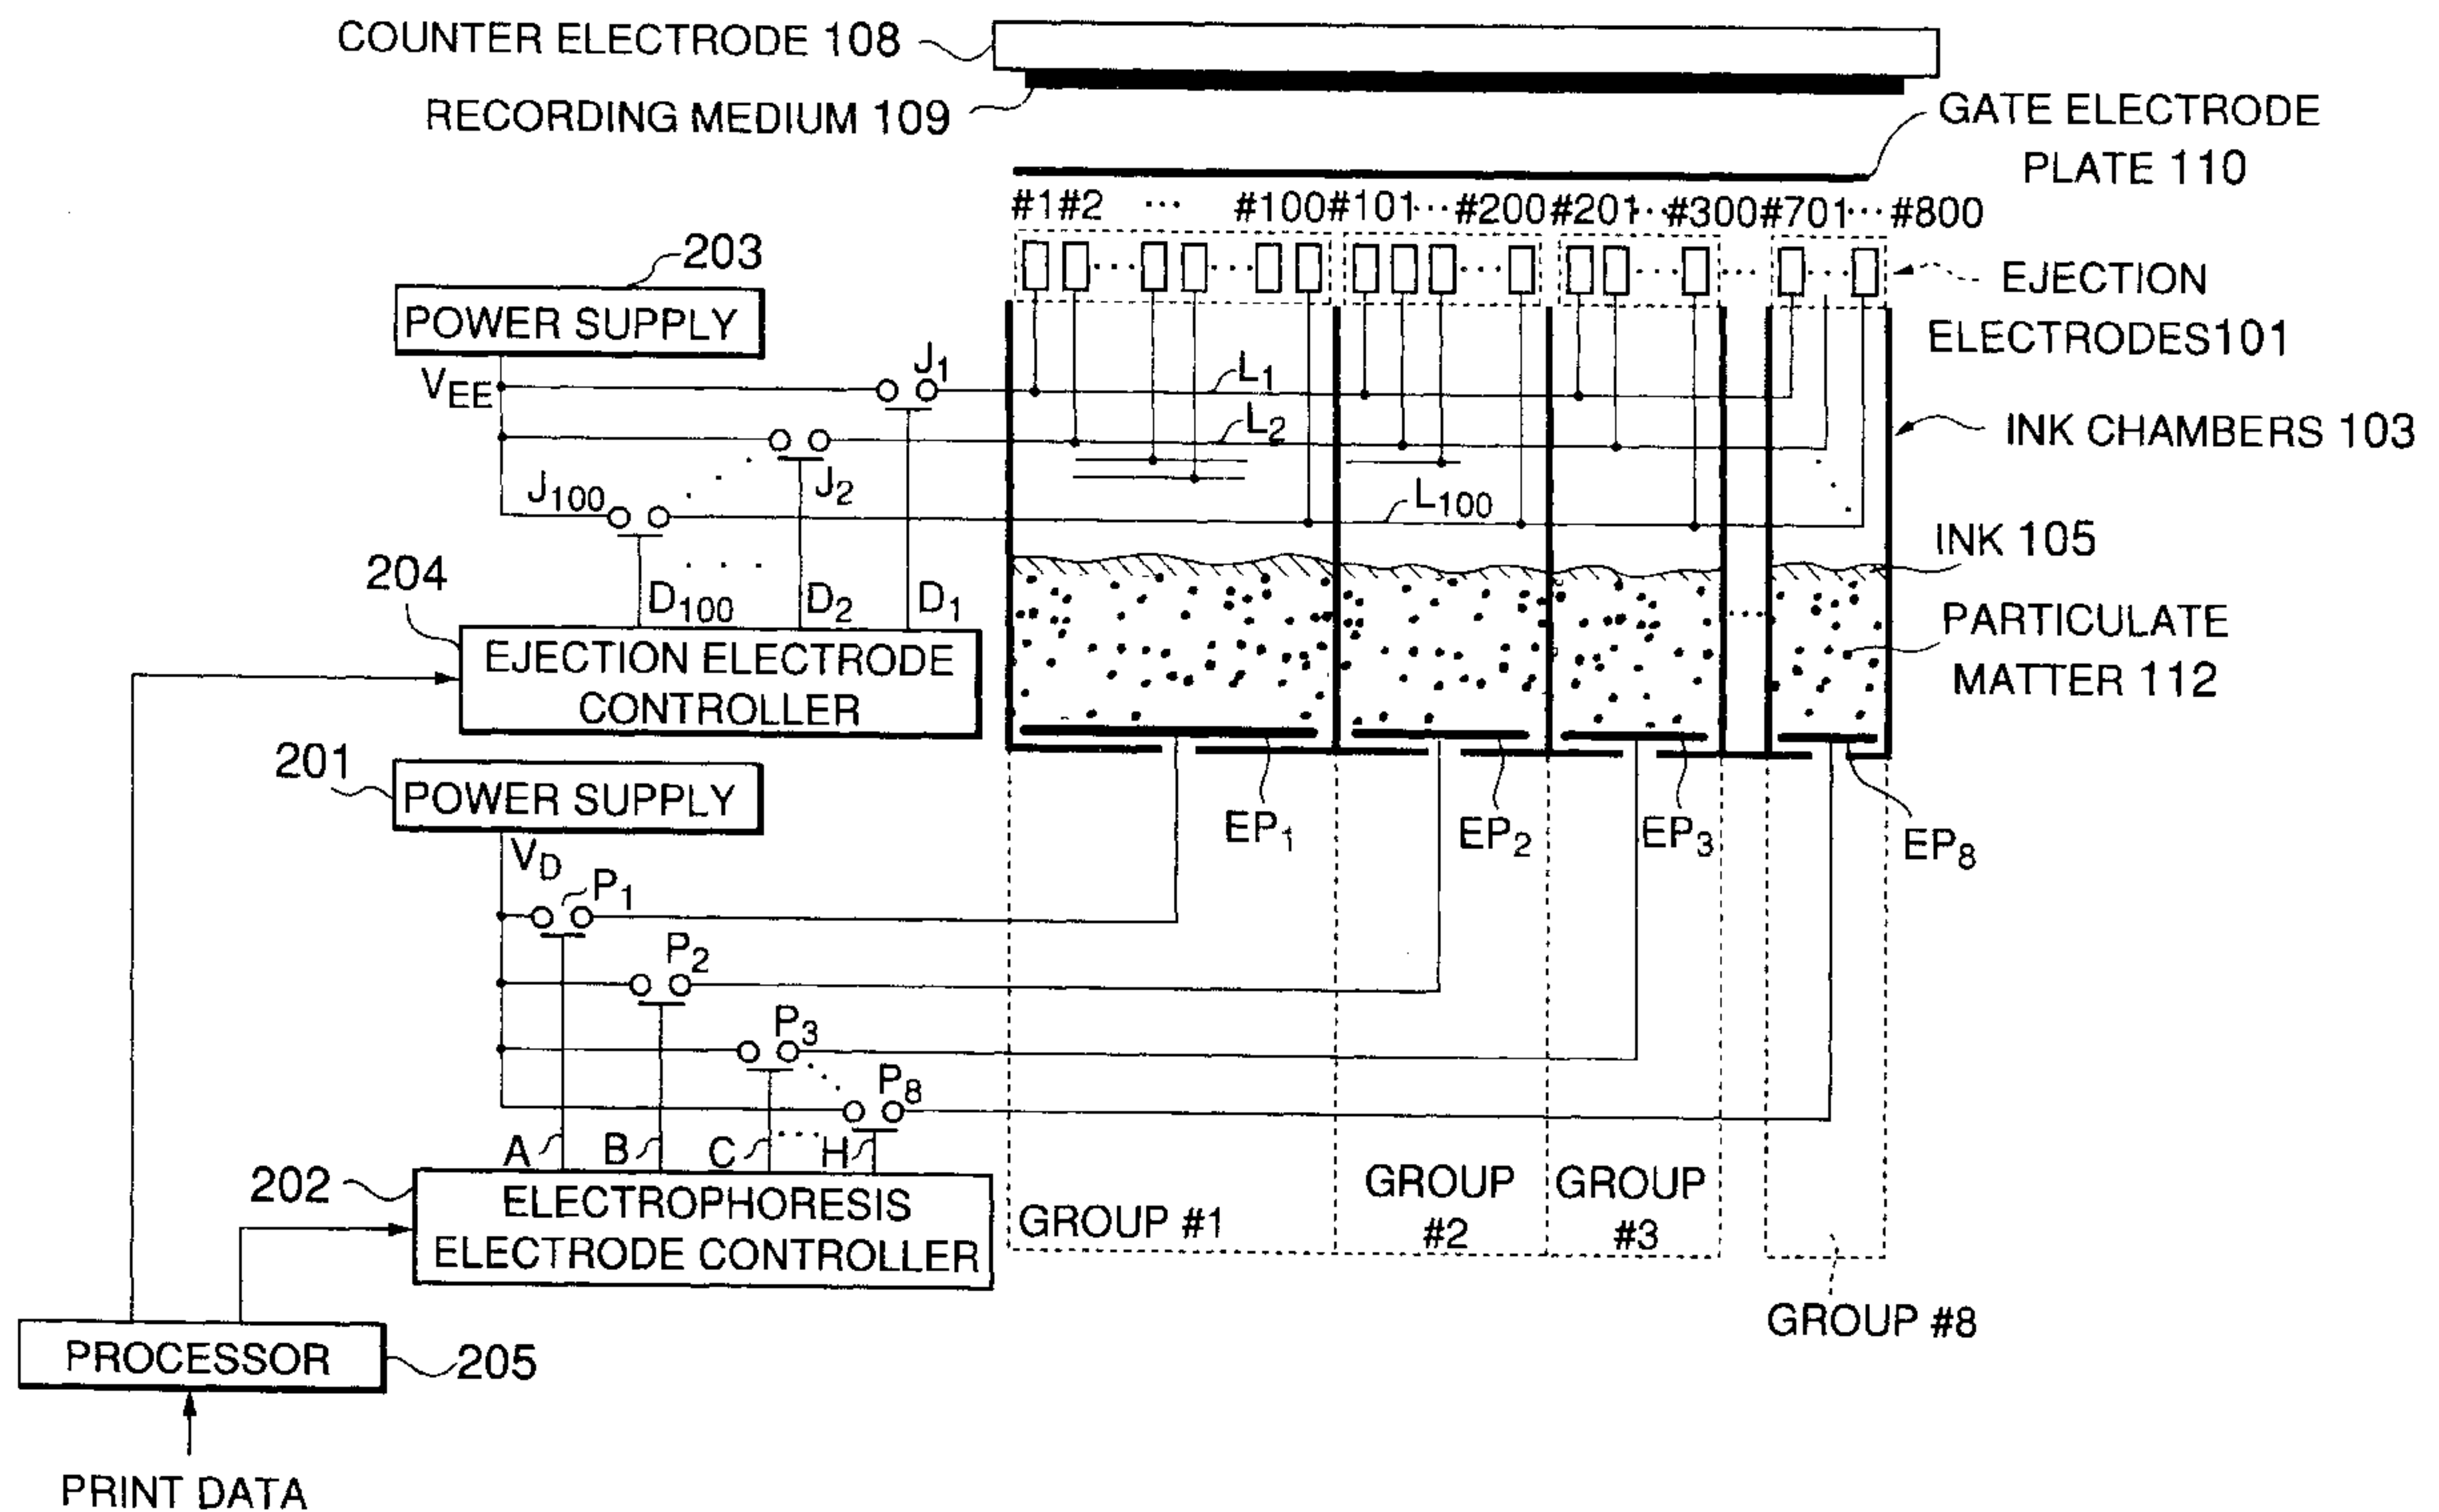 COUNTER ELECTRODE 108
RECORDING MEDIUM 109
GATE ELECTRODE
PLATE 110
#1 #2 ... #100 #101 ... #200 #201 ... #300 #701 ... #800
203
POWER SUPPLY
EJECTION
ELECTRODES101
VEE
J1
L1
L2
INK CHAMBERS 103
J2
J100
L100
INK 105
204
D100
D2
D1
PARTICULATE
MATTER 112
EJECTION ELECTRODE
CONTROLLER
201
POWER SUPPLY
EP1
EP2
EP3
EP8
VD
P1
P2
P3
P8
A
B
C
H
202
ELECTROPHORESIS
ELECTRODE CONTROLLER
GROUP #1
GROUP
#2
GROUP
#3
GROUP #8
PROCESSOR
205
PRINT DATA